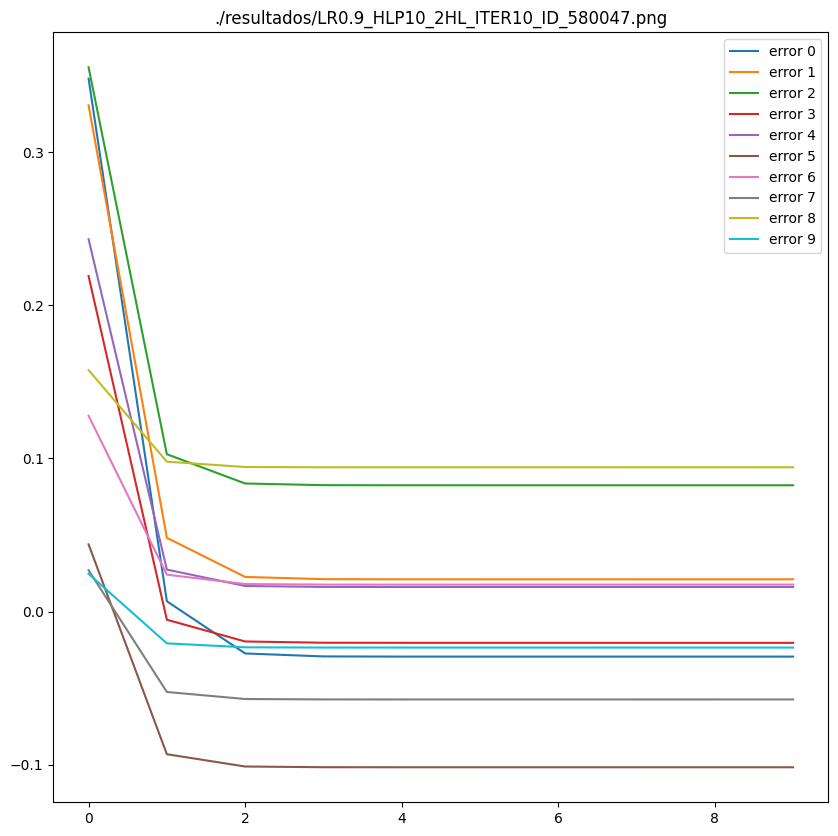 ./resultados/LR0.9_HLP10_2HL_ITER10_ID_580047.png
error 0
error 1
error 2
error 3
error 4
error 5
error 6
error 7
error 8
error 9
0.3
0.2
0.1
0.0
−0.1
0 2 4 6 8